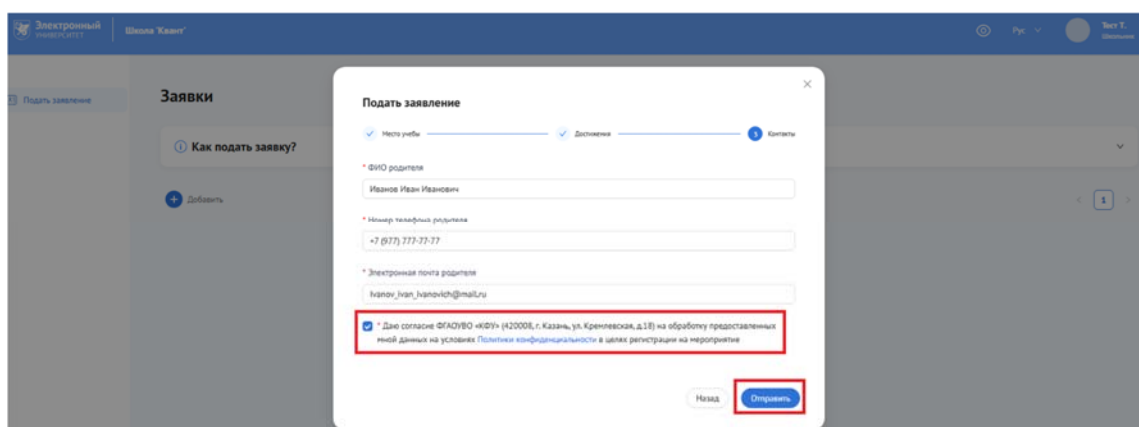 Электронный
УНИВЕРСИТЕТ
Школа 'Квант'
Рус
Тест Т.
Школьник
Подать заявление
Заявки
Как подать заявку?
Добавить
1
Подать заявление
Место учебы
Достижения
3 Контакты
* ФИО родителя
Иванов Иван Иванович
* Номер телефона родителя
+7 (977) 777-77-77
* Электронная почта родителя
Ivanov_ivan_ivanovich@mail.ru
* Даю согласие ФГАОУВО «КФУ» (420008, г. Казань, ул. Кремлевская, д.18) на обработку предоставленных
мной данных на условиях Политики конфиденциальности в целях регистрации на мероприятие
Назад
Отправить